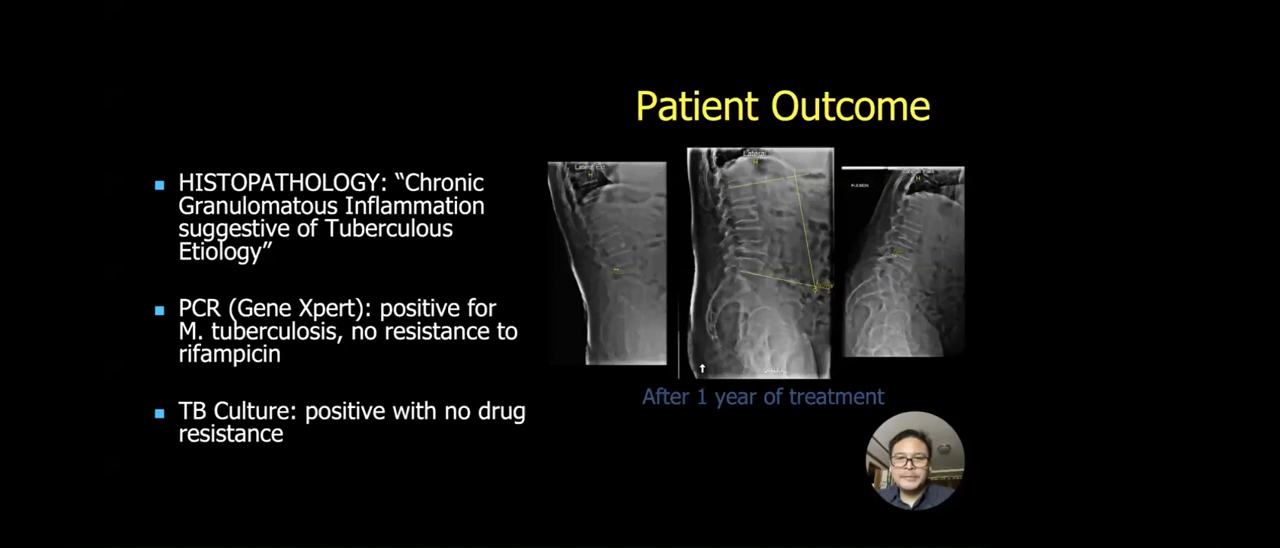 Patient Outcome
HISTOPATHOLOGY: “Chronic
Granulomatous Inflammation
suggestive of Tuberculous
Etiology”
PCR (Gene Xpert): positive for
M. tuberculosis, no resistance to
rifampicin
TB Culture: positive with no drug
resistance
Lateral
H
H
H
After 1 year of treatment